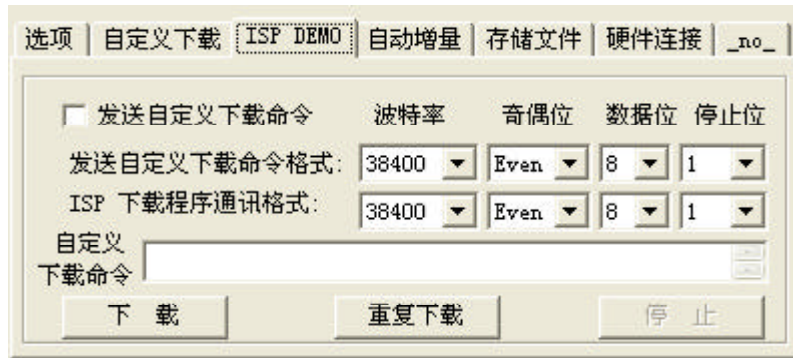 选项 自定义下载 ISP DEMO 自动增量 存储文件 硬件连接 _no_
发送自定义下载命令 波特率 奇偶位 数据位 停止位
发送自定义下载命令格式: 38400 Even 8 1
ISP 下载程序通讯格式: 38400 Even 8 1
自定义
下载命令
下 载 重复下载 停 止